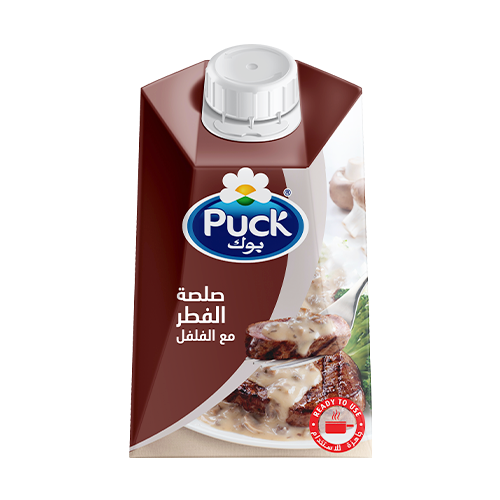 Puck
®
بوك
صلصة
الفطر
مع الفلفل
READY TO USE
جاهزة للاستخدام